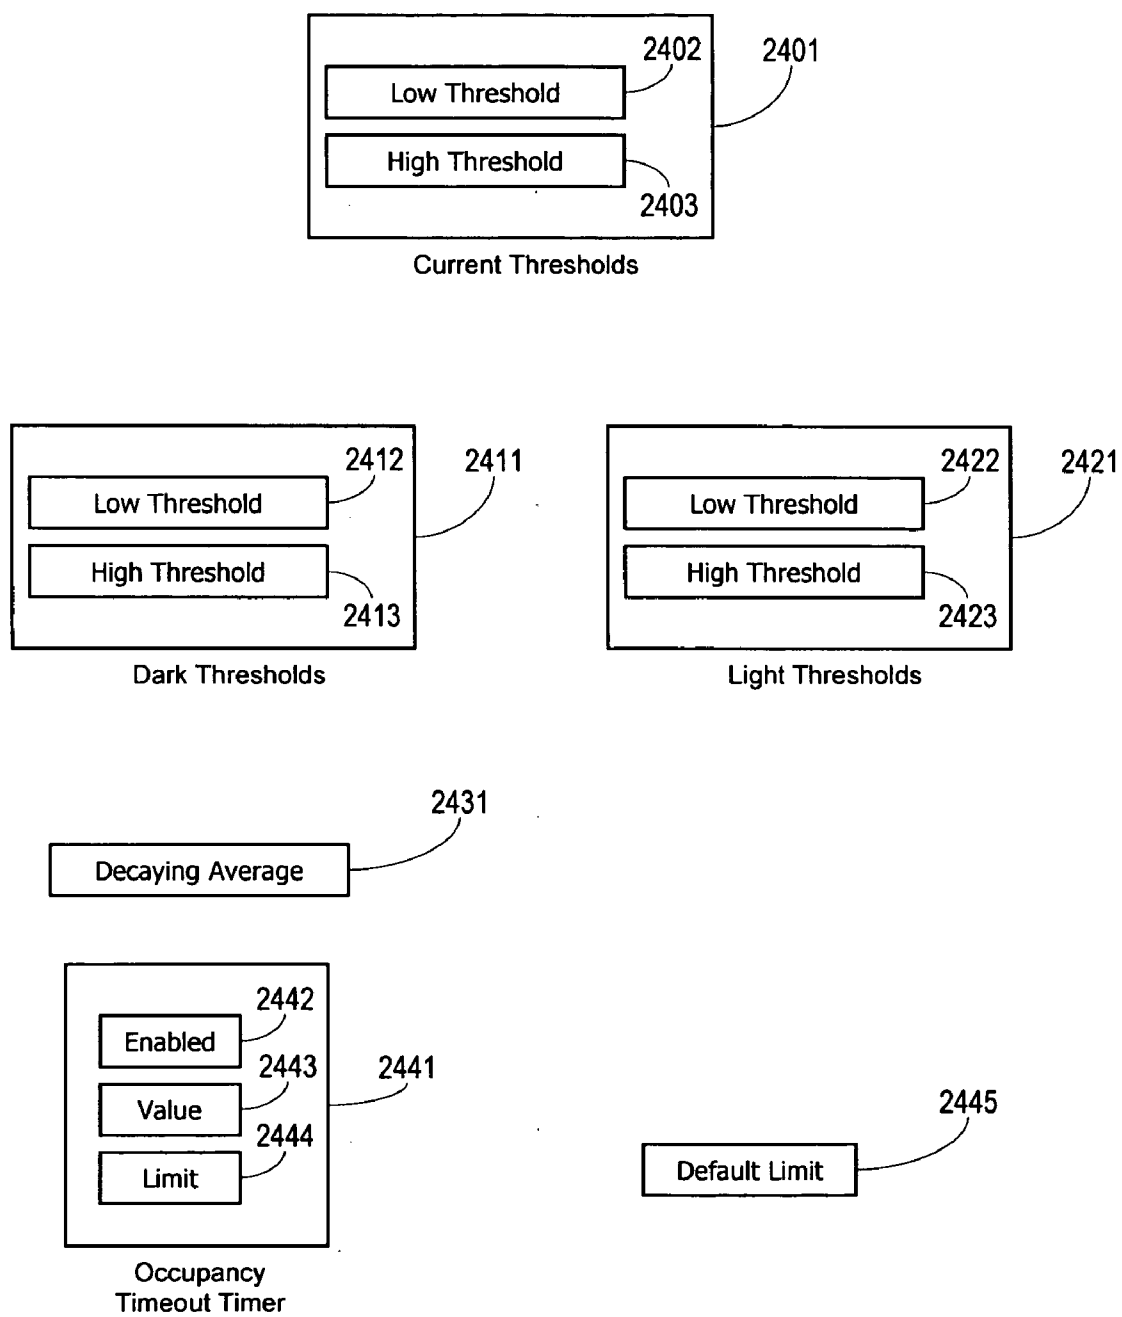 2402
2401
Low Threshold
High Threshold
2403
Current Thresholds
2412
2411
Low Threshold
High Threshold
2413
Dark Thresholds
2422
2421
Low Threshold
High Threshold
2423
Light Thresholds
2431
Decaying Average
2442
Enabled
2443
2441
Value
2444
Limit
Occupancy
Timeout Timer
2445
Default Limit